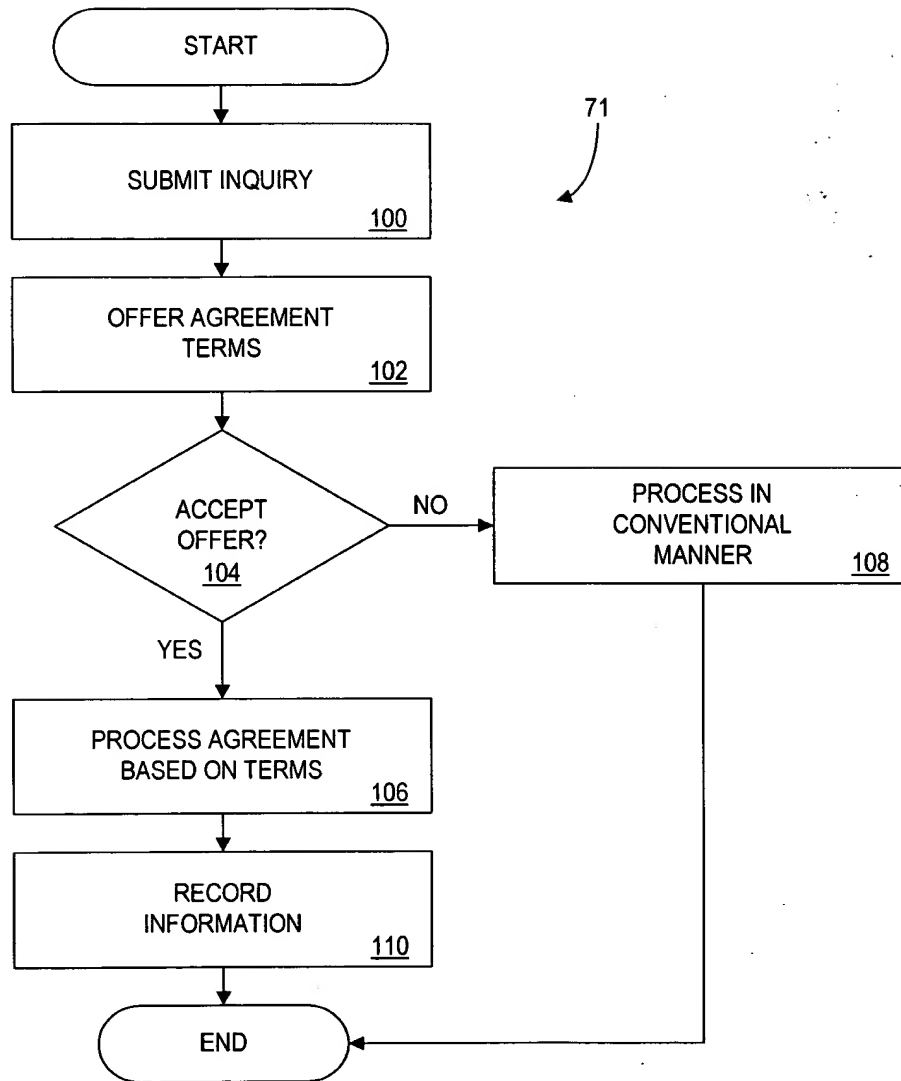 START
71
SUBMIT INQUIRY
100
OFFER AGREEMENT
TERMS
102
ACCEPT
OFFER?
104
NO
PROCESS IN
CONVENTIONAL
MANNER
108
YES
PROCESS AGREEMENT
BASED ON TERMS
106
RECORD
INFORMATION
110
END